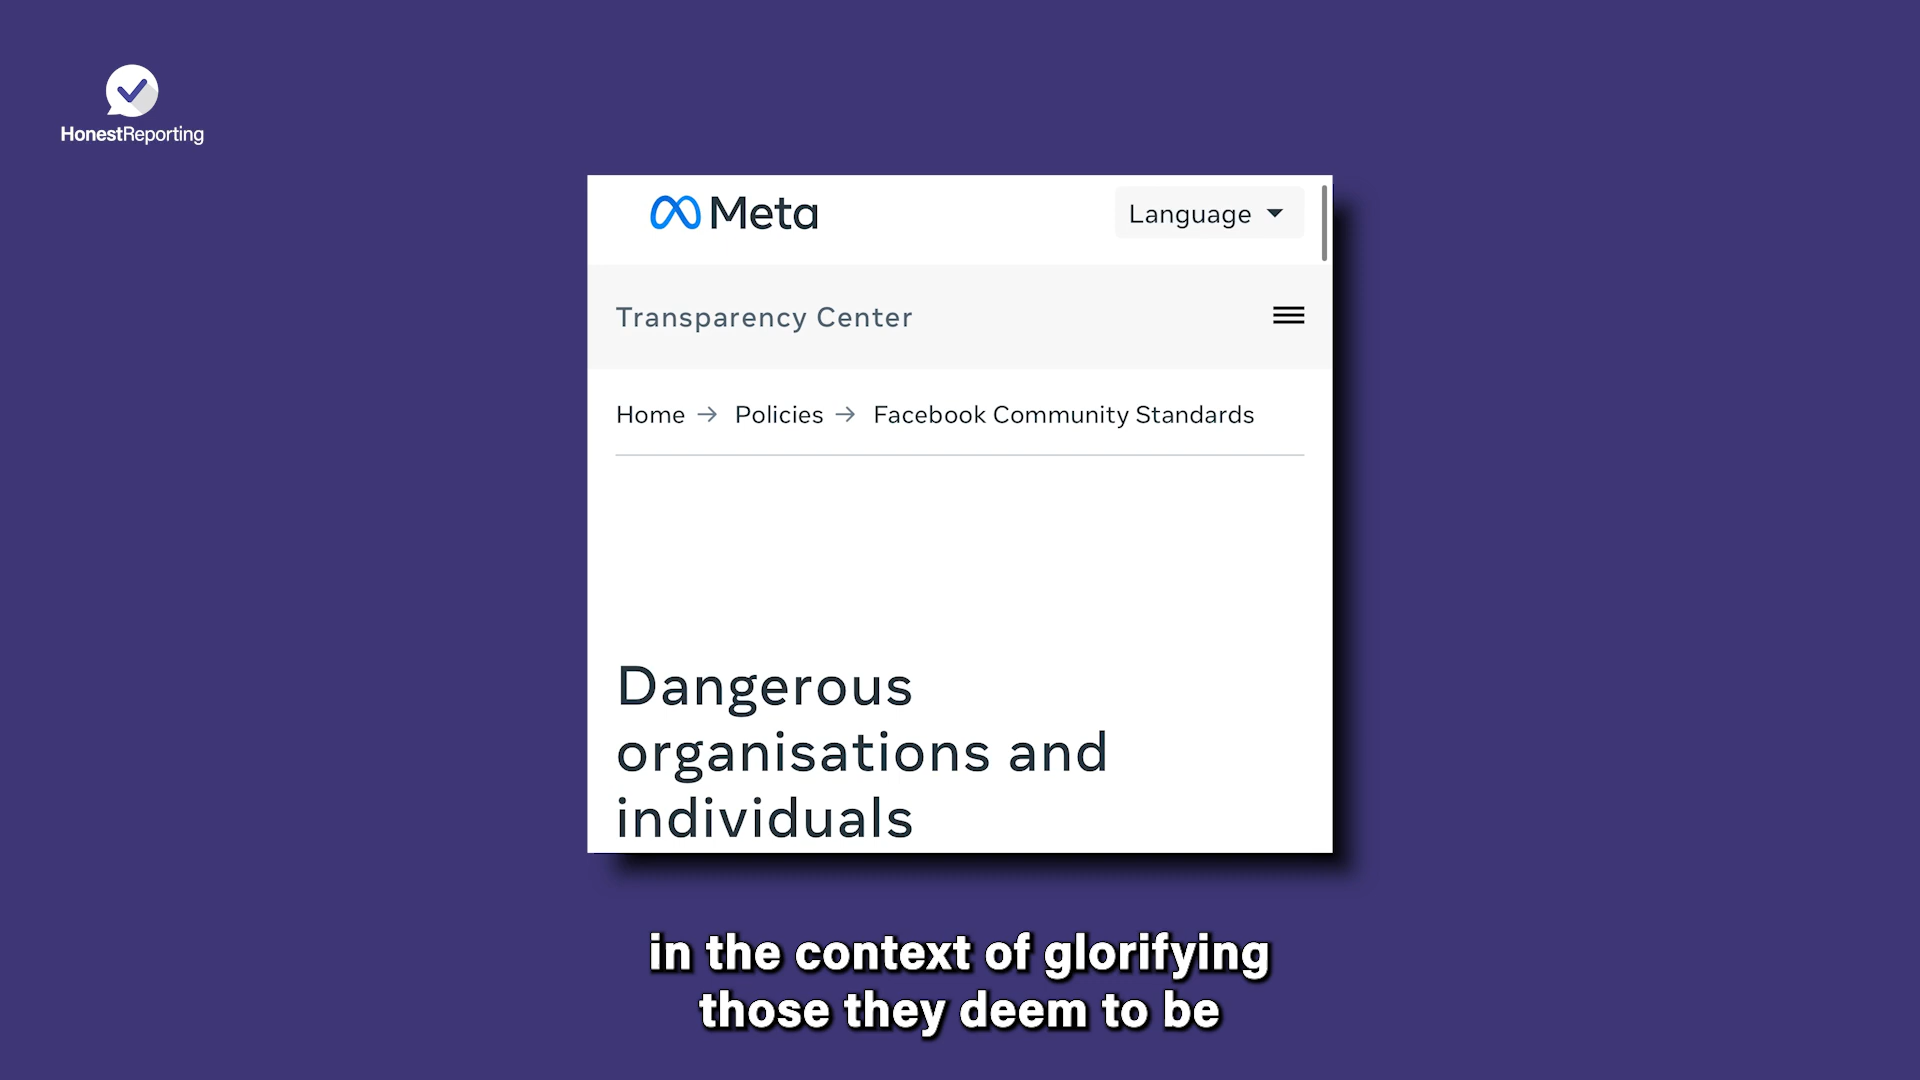 HonestReporting
Meta
Language
Transparency Center
Home → Policies → Facebook Community Standards
Dangerous
organisations and
individuals
in the context of glorifying
those they deem to be